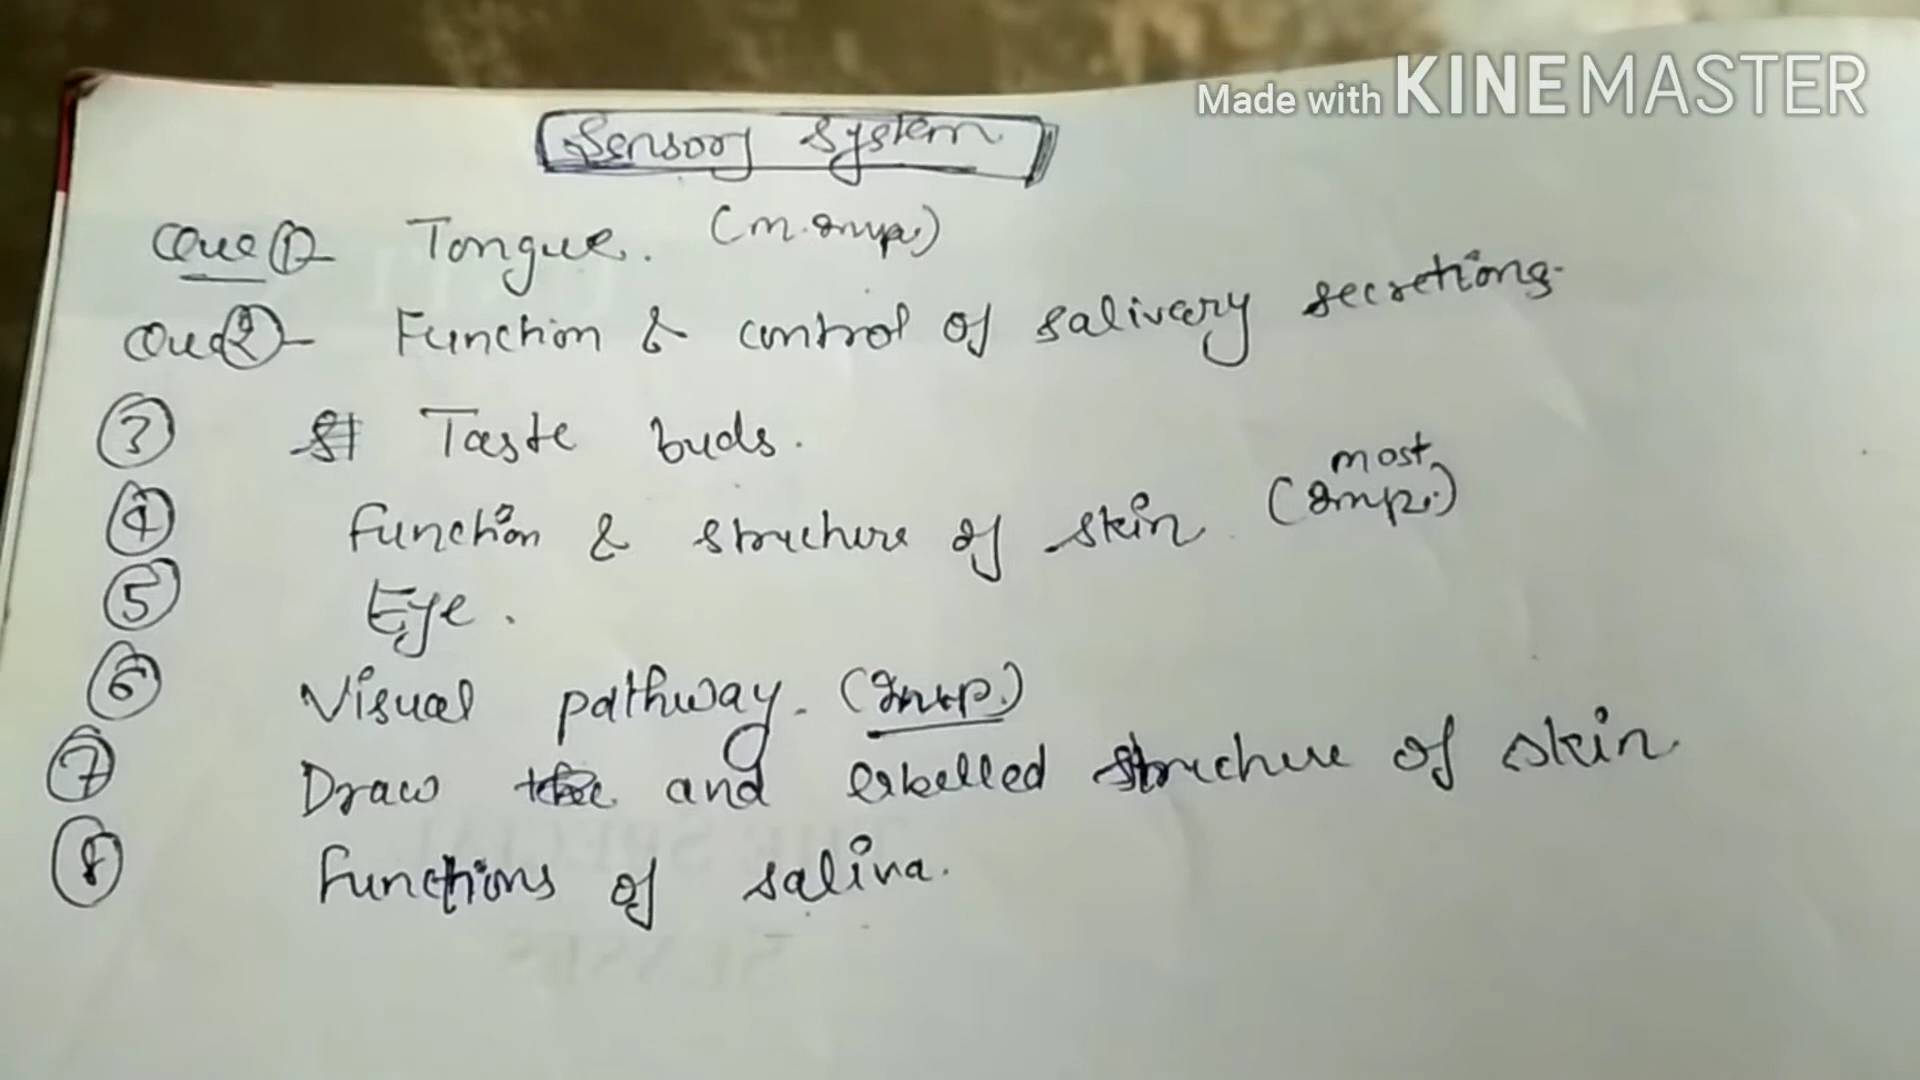 Made with KINEMASTER
Sensory System
Que ①- Tongue. (m. Imp.)
Que ②- Function & control of salivary secretions.
③ Taste buds.
④ Function & structure of skin (most Imp.)
⑤ Eye.
⑥ Visual pathway. (Imp.)
⑦ Draw and labelled structure of skin
⑧ Functions of saliva.